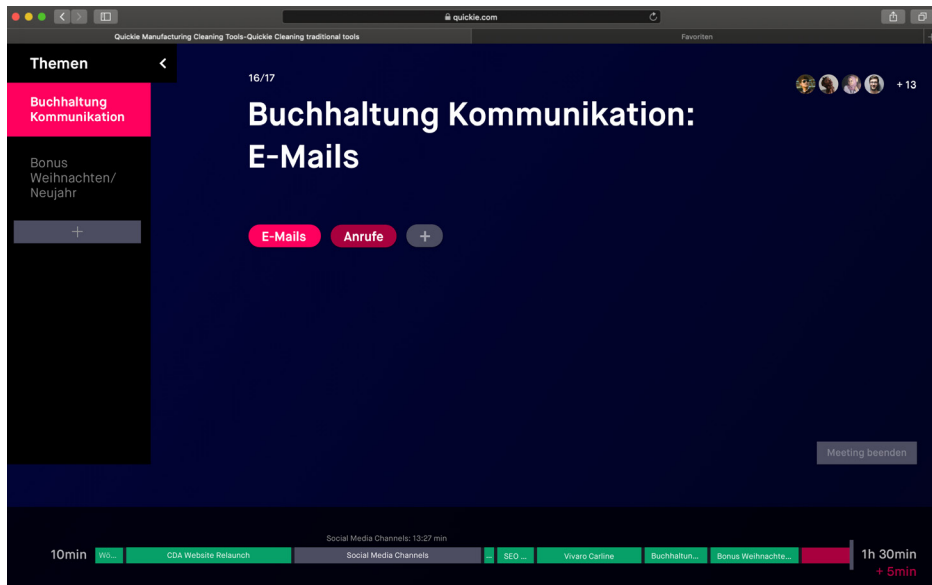 quickie.com
Quickie Manufacturing Cleaning Tools-Quickie Cleaning traditional tools
Favoriten
Themen
Buchhaltung
Kommunikation
Bonus
Weihnachten/
Neujahr
+
16/17
+ 13
Buchhaltung Kommunikation:
E-Mails
E-Mails
Anrufe
+
Meeting beenden
Social Media Channels: 13:27 min
10min
Wö...
CDA Website Relaunch
Social Media Channels
...
SEO ...
Vivaro Carline
Buchhaltun...
Bonus Weihnachte...
1h 30min
+ 5min